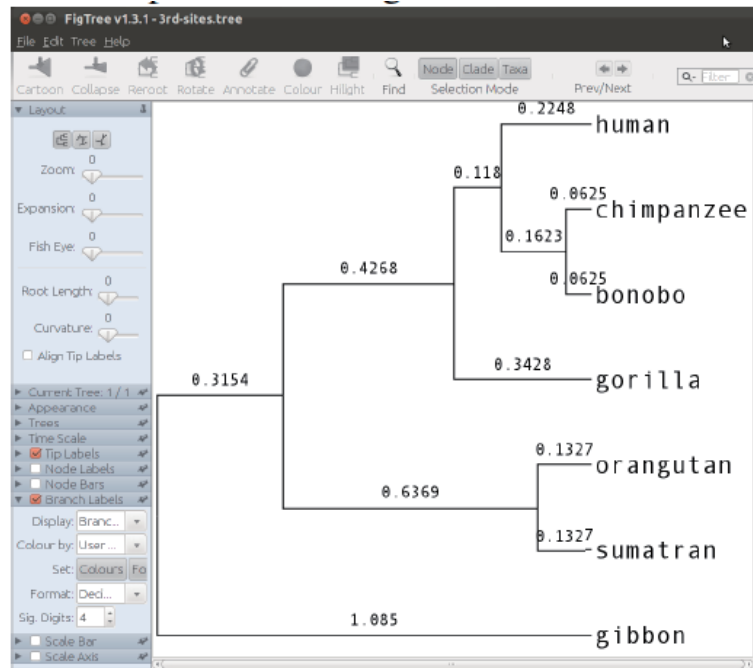 FigTree v1.3.1 - 3rd-sites.tree
File Edit Tree Help
Cartoon Collapse Reroot Rotate Annotate Colour Hilight Find
Node Clade Taxa
Selection Mode
Prev/Next
Filter
Layout
0
Zoom:
0
Expansion:
0
Fish Eye:
0
Root Length:
0
Curvature:
Align Tip Labels
Current Tree: 1 / 1
Appearance
Trees
Time Scale
Tip Labels
Node Labels
Node Bars
Branch Labels
Display: Branc...
Colour by: User ...
Set: Colours Fo
Format: Deci...
Sig. Digits: 4
Scale Bar
Scale Axis
0.2248
human
0.118
0.0625
chimpanzee
0.1623
0.0625
bonobo
0.4268
0.3428
gorilla
0.3154
0.1327
orangutan
0.6369
0.1327
sumatran
1.085
gibbon